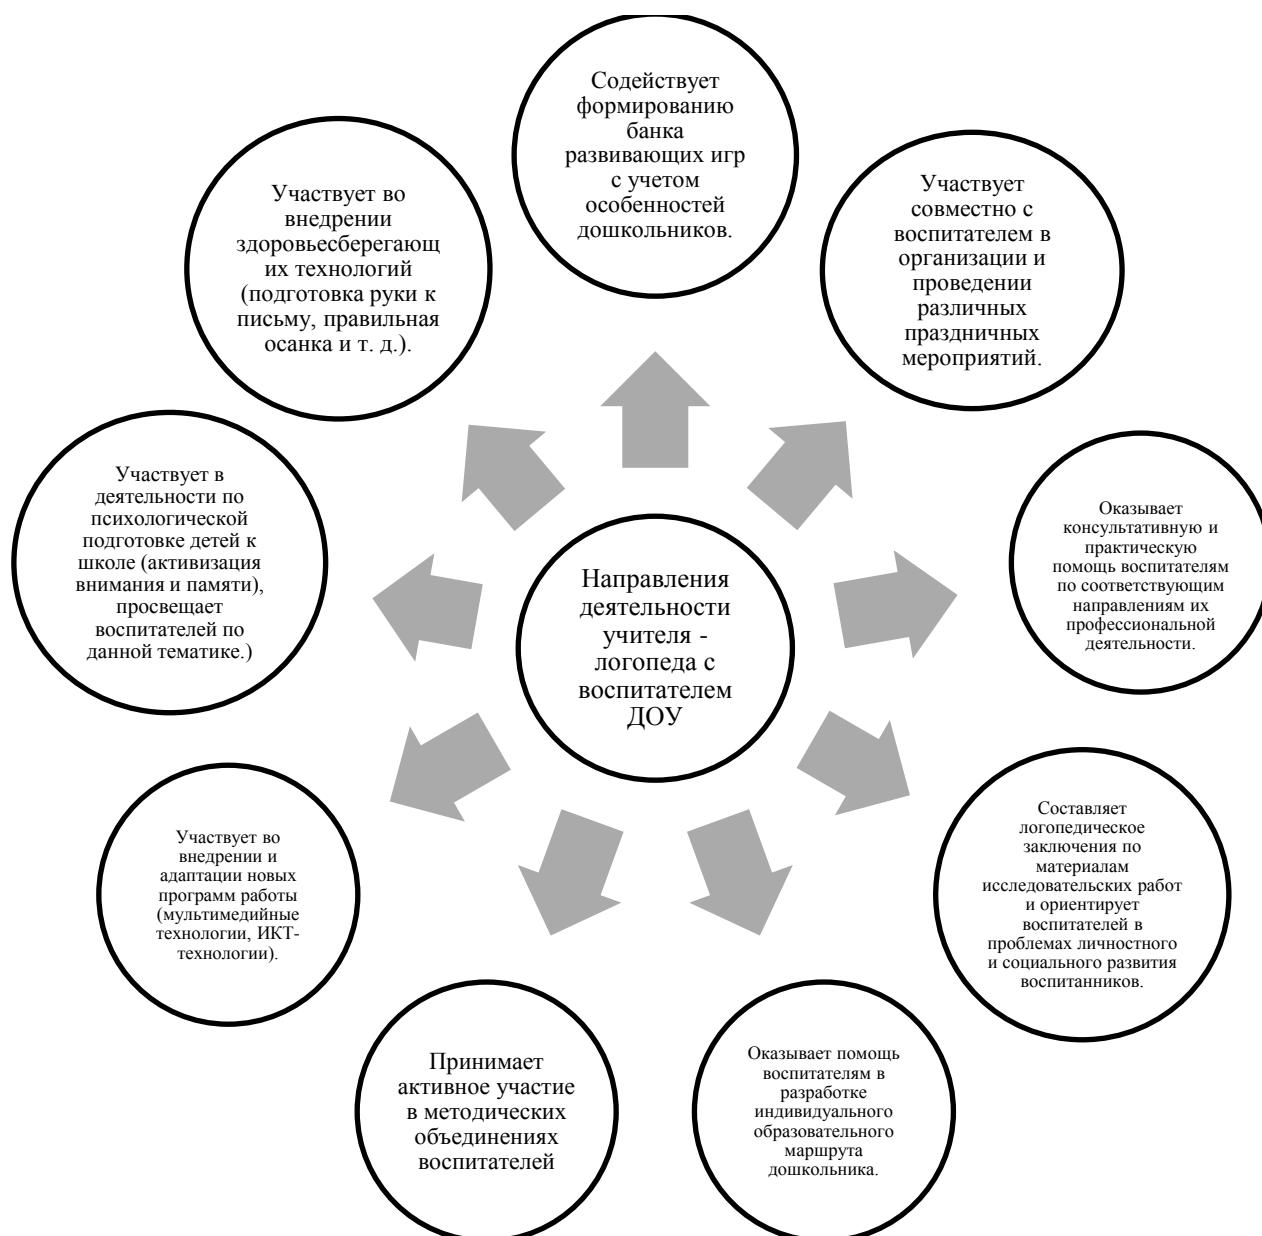 Содействует
формированию
банка
развивающих игр
с учетом
особенностей
дошкольников.
Участвует
совместно с
воспитателем в
организации и
проведении
различных
праздничных
мероприятий.
Оказывает
консультативную и
практическую
помощь воспитателям
по соответствующим
направлениям их
профессиональной
деятельности.
Составляет
логопедическое
заключения по
материалам
исследовательских работ
и ориентирует
воспитателей в
проблемах личностного
и социального развития
воспитанников.
Оказывает помощь
воспитателям в
разработке
индивидуального
образовательного
маршрута
дошкольника.
Принимает
активное участие
в методических
объединениях
воспитателей
Участвует во
внедрении и
адаптации новых
программ работы
(мультимедийные
технологии, ИКТ-
технологии).
Участвует в
деятельности по
психологической
подготовке детей к
школе (активизация
внимания и памяти),
просвещает
воспитателей по
данной тематике.)
Участвует во
внедрении
здоровьесберегающ
их технологий
(подготовка руки к
письму, правильная
осанка и т. д.).
Направления
деятельности
учителя -
логопеда с
воспитателем
ДОУ